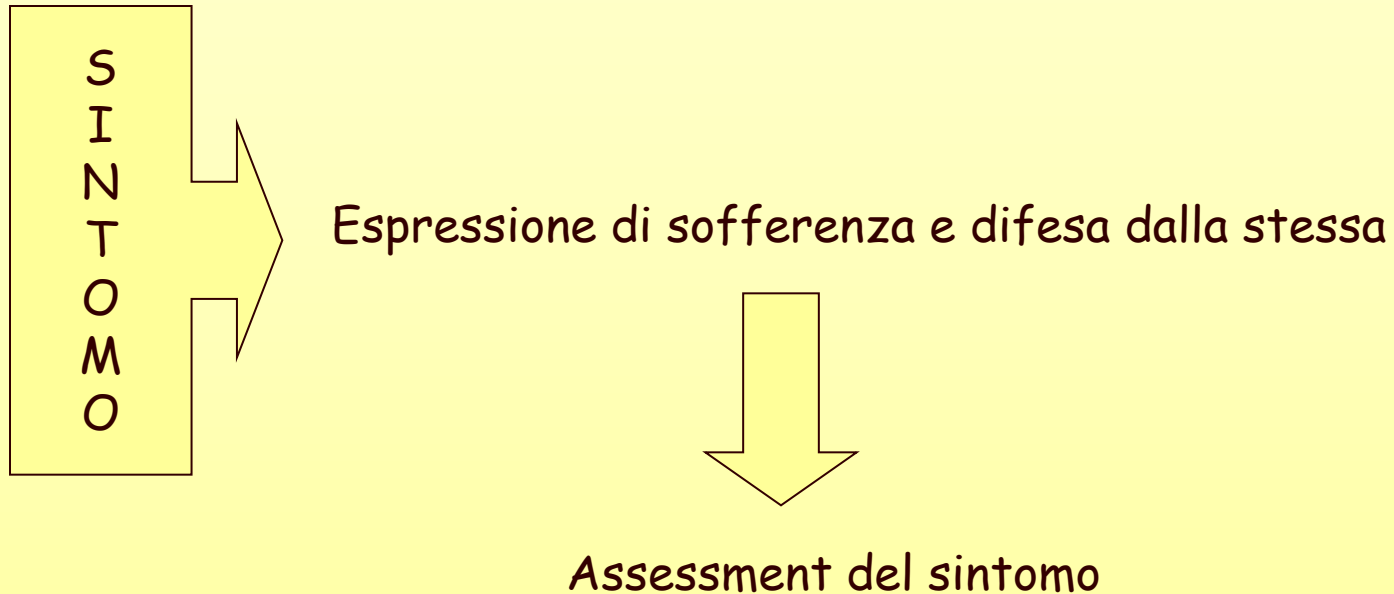 S
I
N
T
O
M
O
Espressione di sofferenza e difesa dalla stessa
Assessment del sintomo